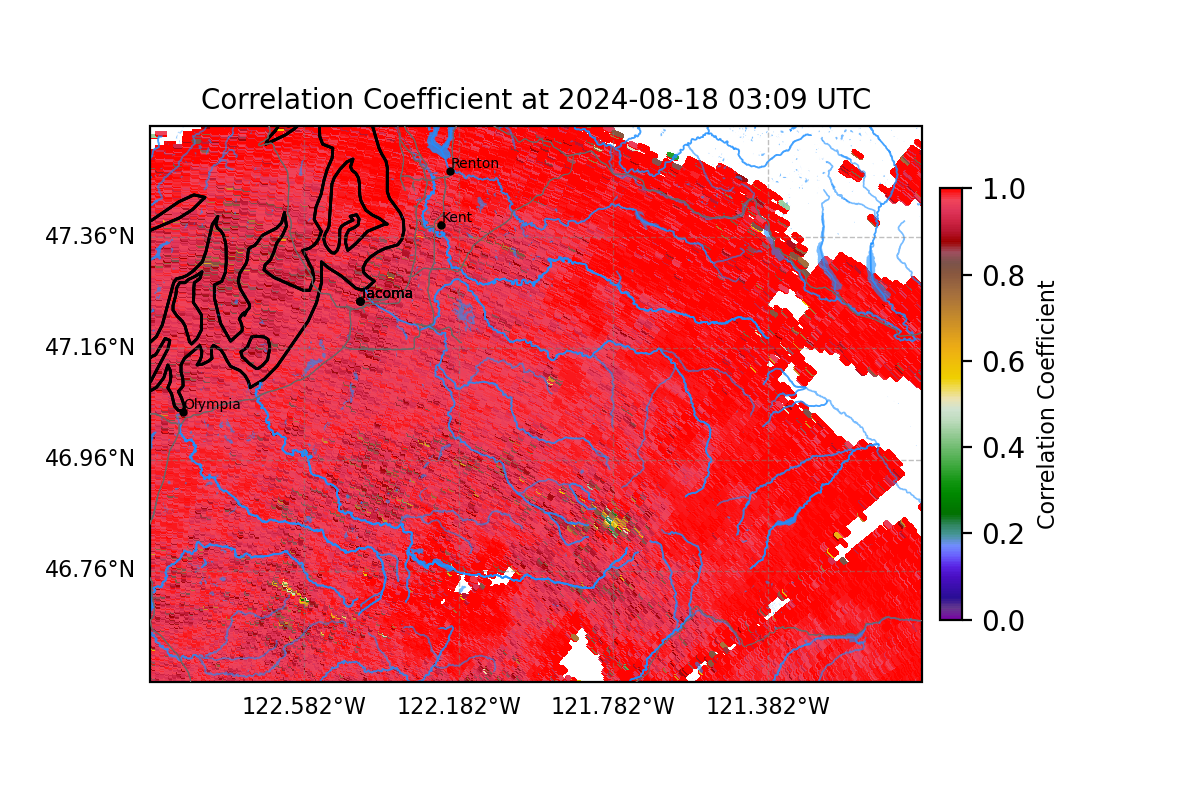 Correlation Coefficient at 2024-08-18 03:09 UTC
Renton
Kent
Tacoma
Olympia
47.36°N
47.16°N
46.96°N
46.76°N
122.582°W 122.182°W 121.782°W 121.382°W
1.0
0.8
0.6
0.4
0.2
0.0
Correlation Coefficient